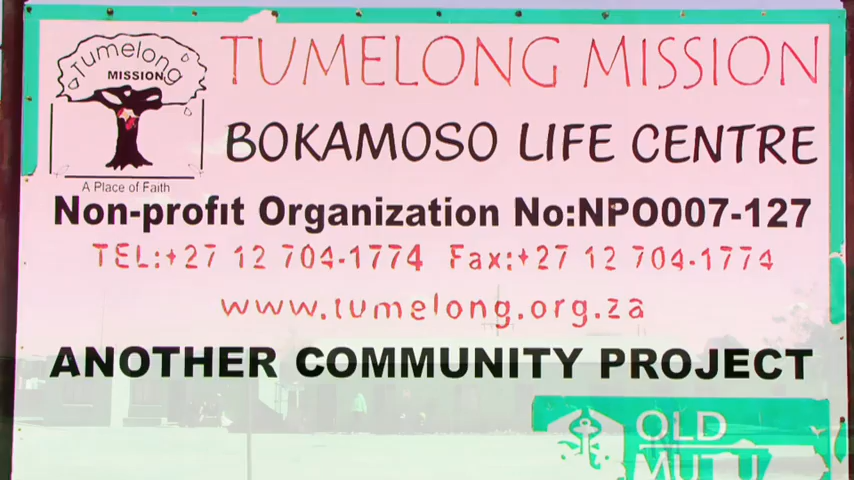 Tumelong
MISSION
A Place of Faith
TUMELONG MISSION
BOKAMOSO LIFE CENTRE
Non-profit Organization No:NPO007-127
TEL:+27 12 704-1774 Fax:+27 12 704-1774
www.tumelong.org.za
ANOTHER COMMUNITY PROJECT
OLD
MUTU